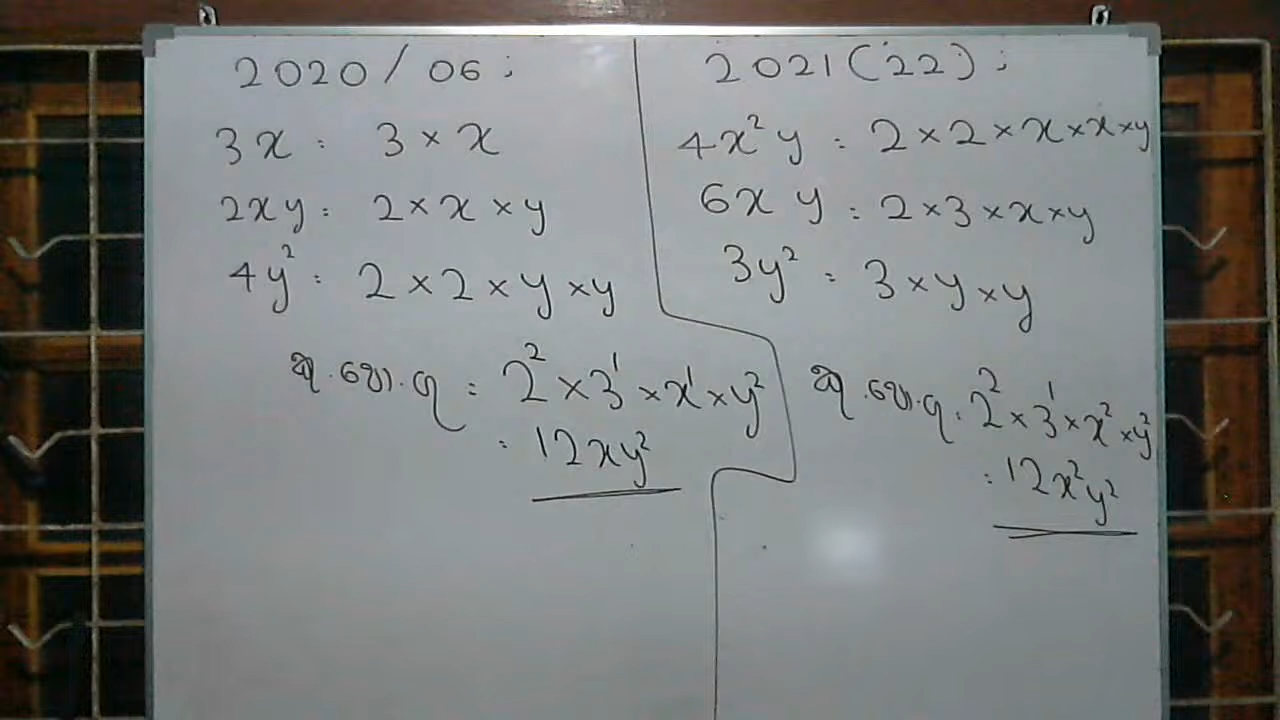 2020/06 :
3x = 3 × x
2xy = 2 × x × y
4y² = 2 × 2 × y × y
කු.පො.ගු = 2² × 3¹ × x¹ × y²
= 12xy²
2021(22) :
4x²y = 2 × 2 × x × x × y
6xy = 2 × 3 × x × y
3y² = 3 × y × y
කු.පො.ගු = 2² × 3¹ × x² × y²
= 12x²y²